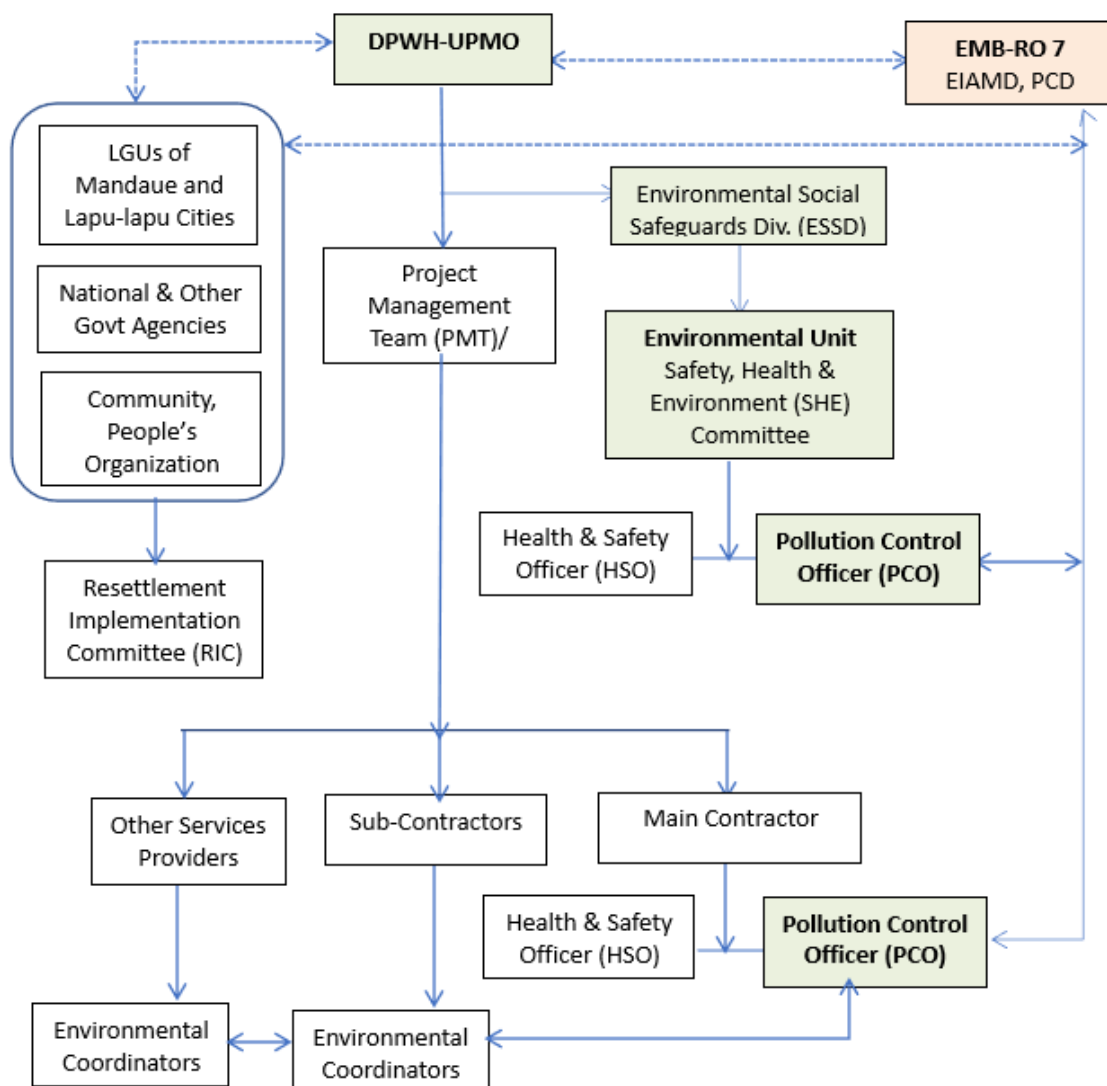 DPWH-UPMO
EMB-RO 7
EIAMD, PCD
LGUs of
Mandaue and
Lapu-lapu Cities
National & Other
Govt Agencies
Community,
People’s
Organization
Resettlement
Implementation
Committee (RIC)
Project
Management
Team (PMT)/
Environmental Social
Safeguards Div. (ESSD)
Environmental Unit
Safety, Health &
Environment (SHE)
Committee
Health & Safety
Officer (HSO)
Pollution Control
Officer (PCO)
Other Services
Providers
Sub-Contractors
Main Contractor
Health & Safety
Officer (HSO)
Pollution Control
Officer (PCO)
Environmental
Coordinators
Environmental
Coordinators